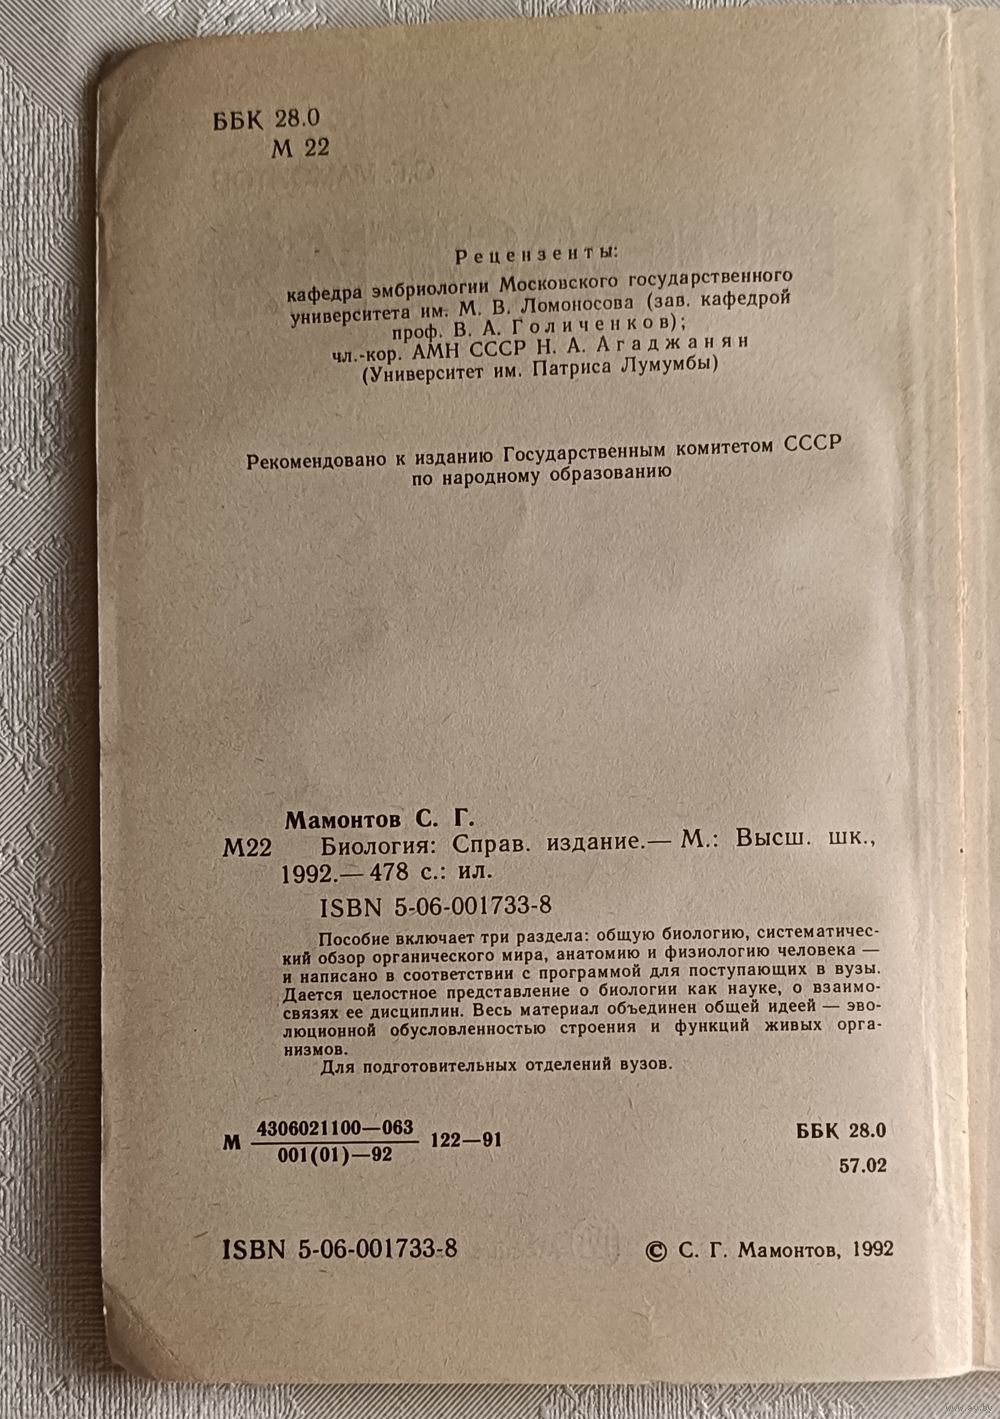 ББК 28.0
М 22
Рецензенты:
кафедра эмбриологии Московского государственного
университета им. М. В. Ломоносова (зав. кафедрой
проф. В. А. Голиченков);
чл.-кор. АМН СССР Н. А. Агаджанян
(Университет им. Патриса Лумумбы)
Рекомендовано к изданию Государственным комитетом СССР
по народному образованию
Мамонтов С. Г.
М22 Биология: Справ. издание.— М.: Высш. шк.,
1992.— 478 с.: ил.
ISBN 5-06-001733-8
Пособие включает три раздела: общую биологию, систематичес-
кий обзор органического мира, анатомию и физиологию человека —
и написано в соответствии с программой для поступающих в вузы.
Дается целостное представление о биологии как науке, о взаимо-
связях ее дисциплин. Весь материал объединен общей идеей — эво-
люционной обусловленностью строения и функций живых орга-
низмов.
Для подготовительных отделений вузов.
М 4306021100—063
001(01)—92 122—91
ББК 28.0
57.02
ISBN 5-06-001733-8
© С. Г. Мамонтов, 1992
www.ay.by